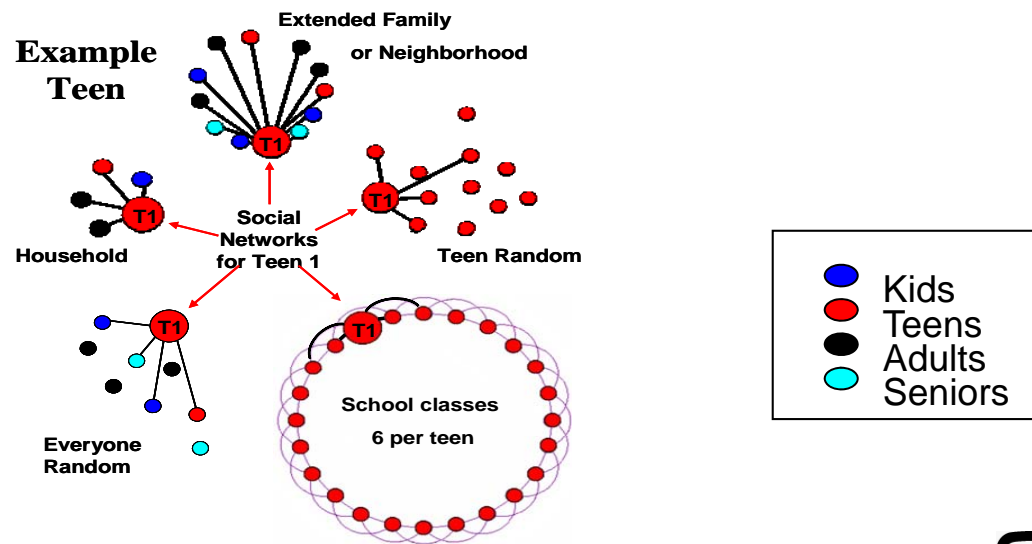 Example
Teen
Extended Family
or Neighborhood
T1
T1
T1
Household
Social
Networks
for Teen 1
Teen Random
T1
T1
School classes
6 per teen
Everyone
Random
Kids
Teens
Adults
Seniors